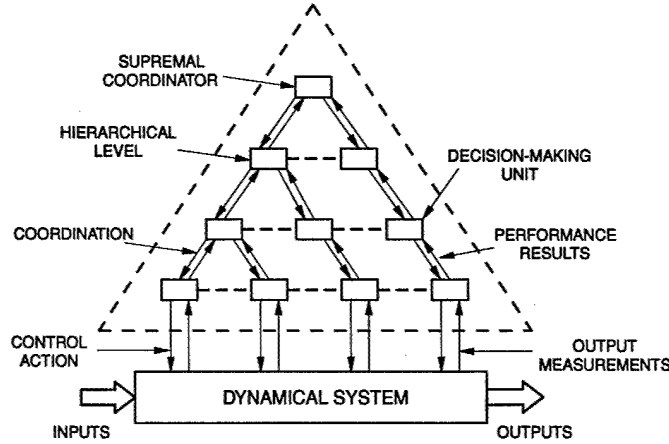 SUPREMAL
COORDINATOR
HIERARCHICAL
LEVEL
DECISION-MAKING
UNIT
COORDINATION
PERFORMANCE
RESULTS
CONTROL
ACTION
OUTPUT
MEASUREMENTS
DYNAMICAL SYSTEM
INPUTS
OUTPUTS